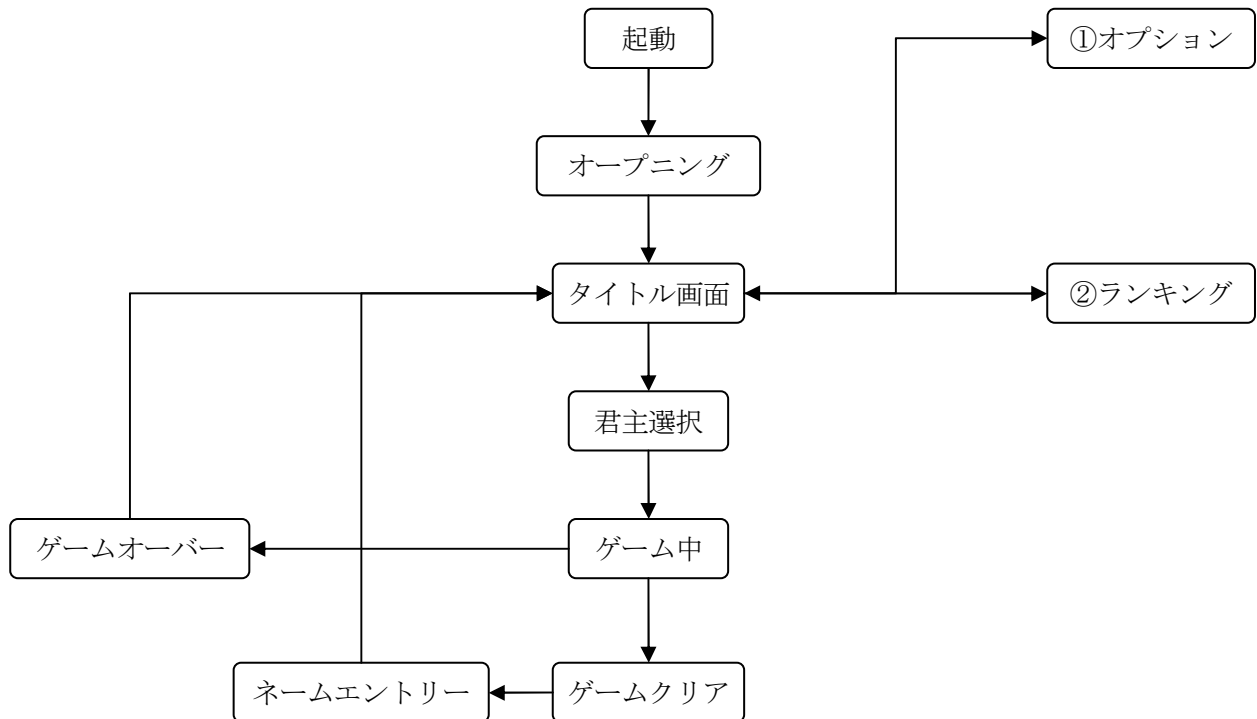 起動
①オプション
オープニング
タイトル画面
②ランキング
君主選択
ゲームオーバー
ゲーム中
ネームエントリー
ゲームクリア